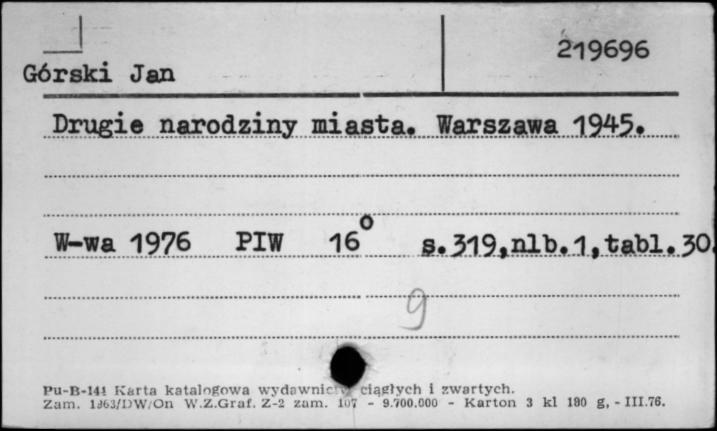 219696
Górski Jan
Drugie narodziny miasta. Warszawa 1945.
W-wa 1976 PIW 16° s.319,nlb.1,tabl.30.
9
Pu-B-144 Karta katalogowa wydawnictw ciągłych i zwartych.
Zam. 1363/DW/On W.Z.Graf. Z-2 zam. 107 - 9.700.000 - Karton 3 kl 180 g, - III.76.